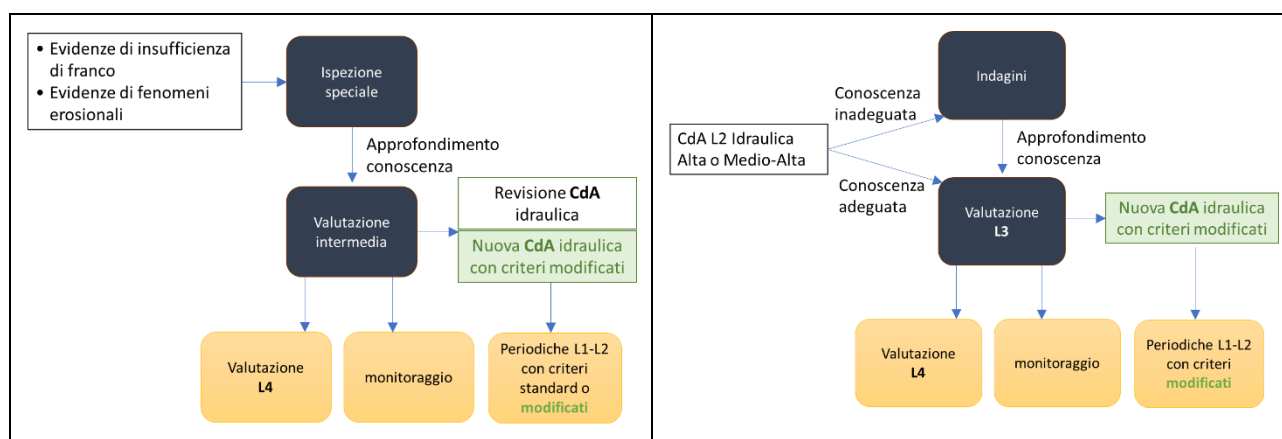 • Evidenze di insufficienza
di franco
• Evidenze di fenomeni
erosionali
Ispezione
speciale
Approfondimento
conoscenza
Valutazione
intermedia
Revisione CdA
idraulica
Nuova CdA idraulica
con criteri modificati
Valutazione
L4
monitoraggio
Periodiche L1-L2
con criteri
standard o
modificati
CdA L2 Idraulica
Alta o Medio-Alta
Conoscenza
inadeguata
Indagini
Approfondimento
conoscenza
Conoscenza
adeguata
Valutazione
L3
Nuova CdA idraulica
con criteri modificati
Valutazione
L4
monitoraggio
Periodiche L1-L2
con criteri
modificati